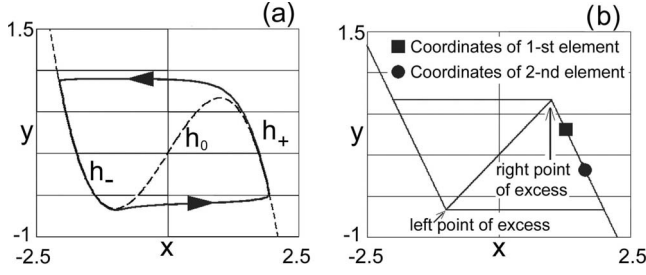 (a)
1.5
y
h₋
h₀
h₊
-1
-2.5
x
2.5
(b)
1.5
Coordinates of 1-st element
Coordinates of 2-nd element
y
right point
of excess
left point of excess
-1
-2.5
x
2.5